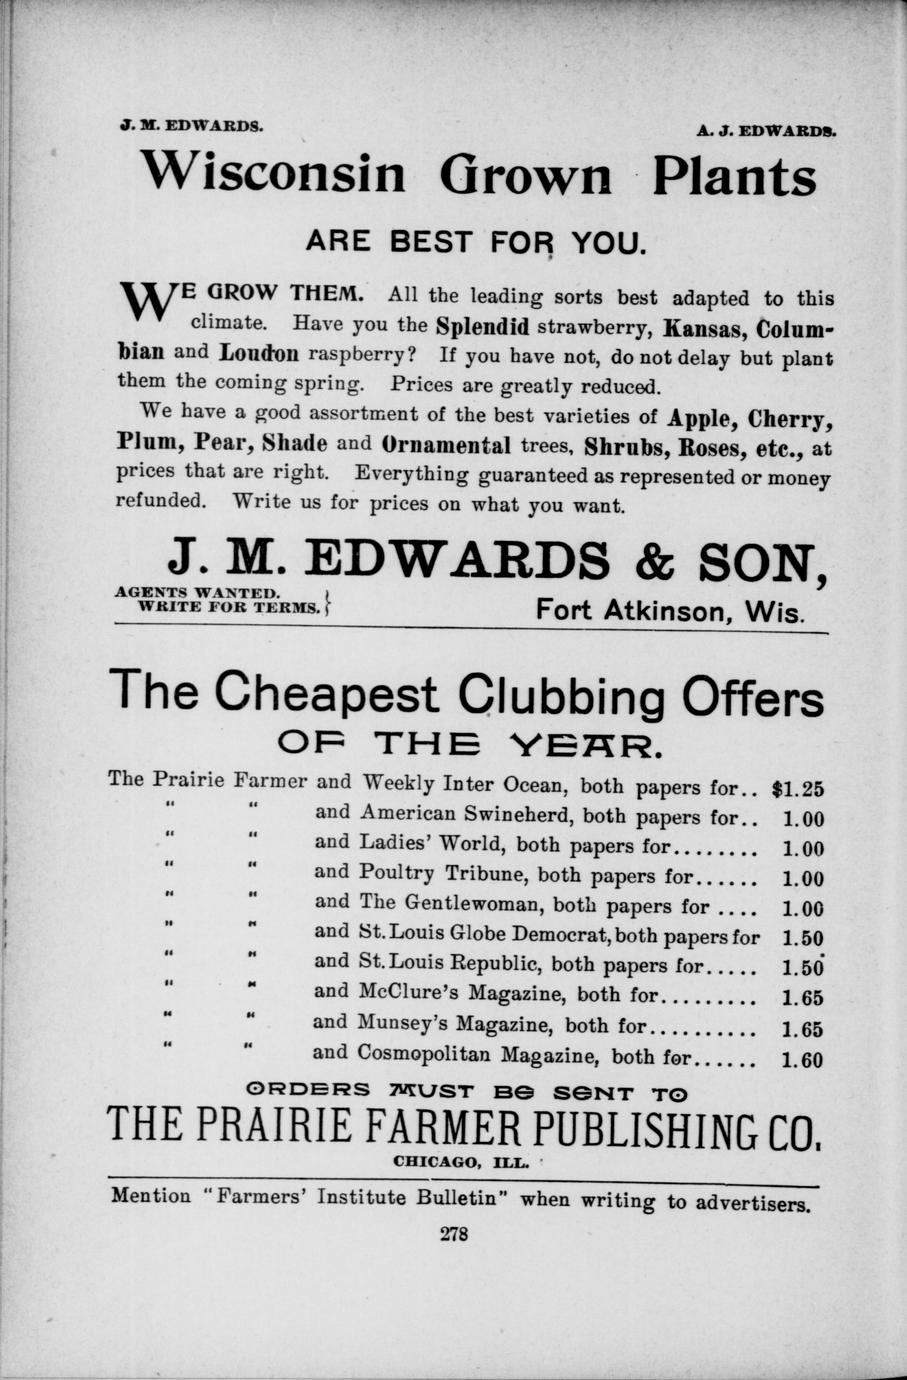 J. M. EDWARDS. A. J. EDWARDS.
Wisconsin Grown Plants
ARE BEST FOR YOU.
WE GROW THEM. All the leading sorts best adapted to this
climate. Have you the Splendid strawberry, Kansas, Colum-
bian and Loudon raspberry? If you have not, do not delay but plant
them the coming spring. Prices are greatly reduced.
We have a good assortment of the best varieties of Apple, Cherry,
Plum, Pear, Shade and Ornamental trees, Shrubs, Roses, etc., at
prices that are right. Everything guaranteed as represented or money
refunded. Write us for prices on what you want.
J. M. EDWARDS & SON,
AGENTS WANTED.
WRITE FOR TERMS. } Fort Atkinson, Wis.
The Cheapest Clubbing Offers
OF THE YEAR.
The Prairie Farmer and Weekly Inter Ocean, both papers for.. $1.25
" " and American Swineherd, both papers for.. 1.00
" " and Ladies' World, both papers for........ 1.00
" " and Poultry Tribune, both papers for...... 1.00
" " and The Gentlewoman, both papers for .... 1.00
" " and St. Louis Globe Democrat, both papers for 1.50
" " and St. Louis Republic, both papers for..... 1.50
" " and McClure's Magazine, both for......... 1.65
" " and Munsey's Magazine, both for.......... 1.65
" " and Cosmopolitan Magazine, both for...... 1.60
ORDERS MUST BE SENT TO
THE PRAIRIE FARMER PUBLISHING CO.
CHICAGO, ILL.
Mention "Farmers' Institute Bulletin" when writing to advertisers.
278